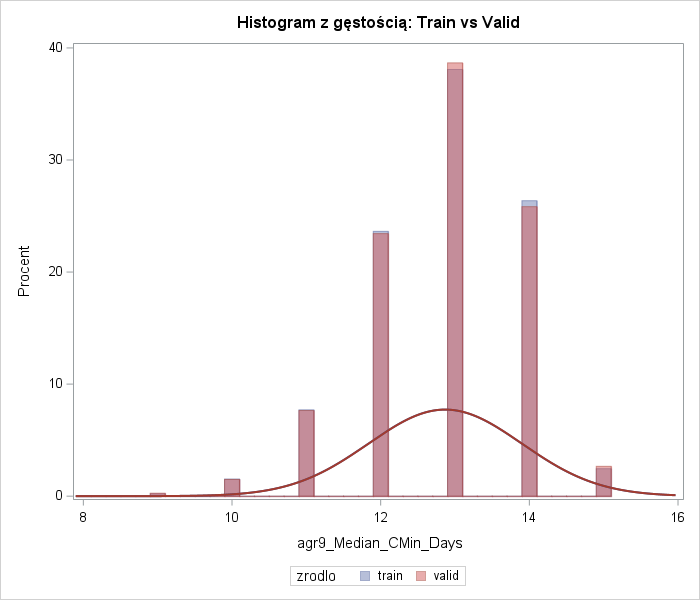 Histogram z gęstością: Train vs Valid
40
30
20
10
0
Procent
8 10 12 14 16
agr9_Median_CMin_Days
zrodlo train valid